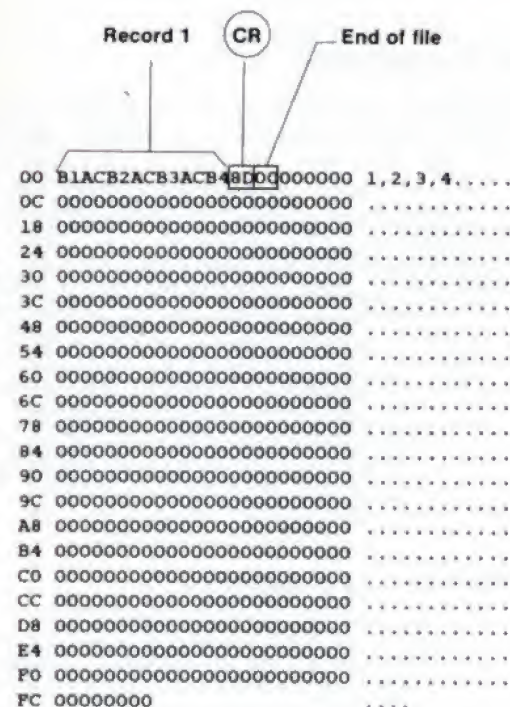 Record 1 CR End of file
00 B1ACB2ACB3ACB48D0000000000 1,2,3,4.....
0C 000000000000000000000000 ............
18 000000000000000000000000 ............
24 000000000000000000000000 ............
30 000000000000000000000000 ............
3C 000000000000000000000000 ............
48 000000000000000000000000 ............
54 000000000000000000000000 ............
60 000000000000000000000000 ............
6C 000000000000000000000000 ............
78 000000000000000000000000 ............
84 000000000000000000000000 ............
90 000000000000000000000000 ............
9C 000000000000000000000000 ............
A8 000000000000000000000000 ............
B4 000000000000000000000000 ............
C0 000000000000000000000000 ............
CC 000000000000000000000000 ............
D8 000000000000000000000000 ............
E4 000000000000000000000000 ............
F0 000000000000000000000000 ............
FC 00000000 ....